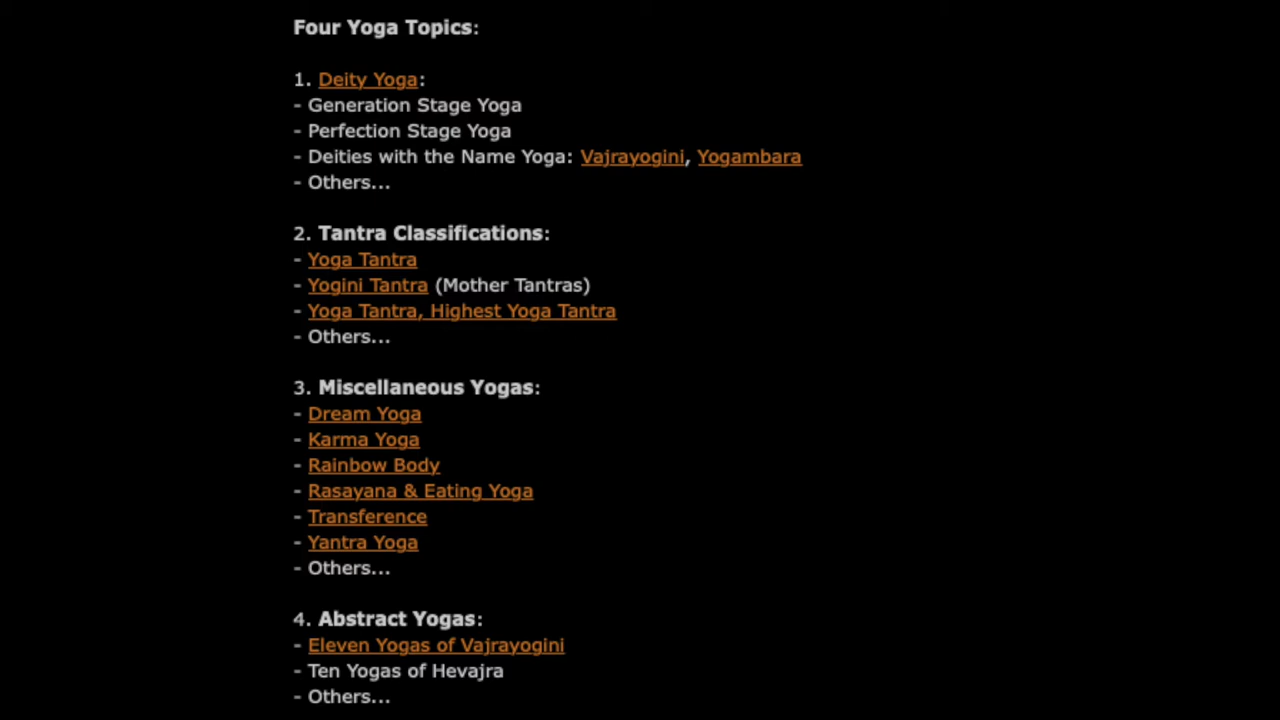 Four Yoga Topics:
1. Deity Yoga:
- Generation Stage Yoga
- Perfection Stage Yoga
- Deities with the Name Yoga: Vajrayogini, Yogambara
- Others...
2. Tantra Classifications:
- Yoga Tantra
- Yogini Tantra (Mother Tantras)
- Yoga Tantra, Highest Yoga Tantra
- Others...
3. Miscellaneous Yogas:
- Dream Yoga
- Karma Yoga
- Rainbow Body
- Rasayana & Eating Yoga
- Transference
- Yantra Yoga
- Others...
4. Abstract Yogas:
- Eleven Yogas of Vajrayogini
- Ten Yogas of Hevajra
- Others...